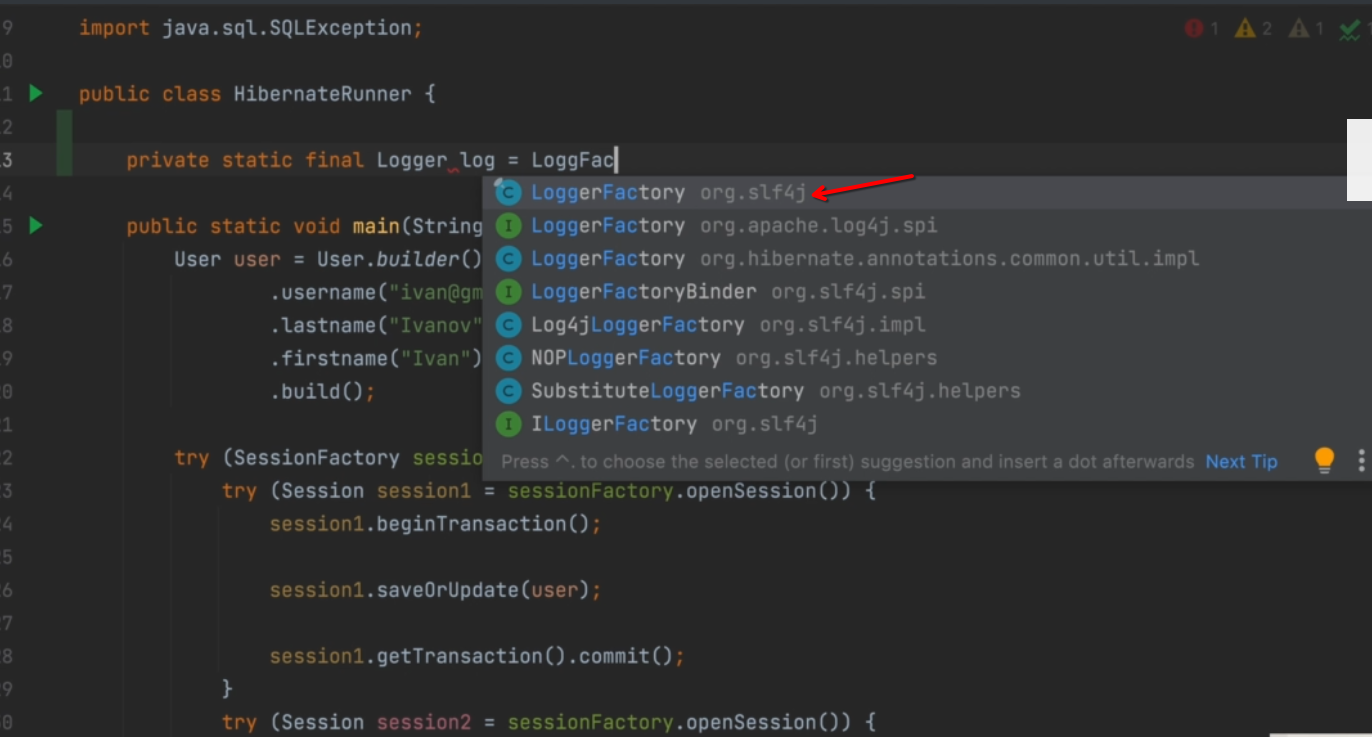 9 import java.sql.SQLException; 1 2 1 1
0
1 public class HibernateRunner {
2
3 private static final Logger log = LoggFac
4 LoggerFactory org.slf4j
5 public static void main(String LoggerFactory org.apache.log4j.spi
6 User user = User.builder() LoggerFactory org.hibernate.annotations.common.util.impl
7 .username("ivan@gm LoggerFactoryBinder org.slf4j.spi
8 .lastname("Ivanov" Log4jLoggerFactory org.slf4j.impl
9 .firstname("Ivan") NOPLoggerFactory org.slf4j.helpers
0 .build(); SubstituteLoggerFactory org.slf4j.helpers
1 ILoggerFactory org.slf4j
2 try (SessionFactory sessio Press ^. to choose the selected (or first) suggestion and insert a dot afterwards Next Tip
3 try (Session session1 = sessionFactory.openSession()) {
4 session1.beginTransaction();
5
6 session1.saveOrUpdate(user);
7
8 session1.getTransaction().commit();
9 }
0 try (Session session2 = sessionFactory.openSession()) {